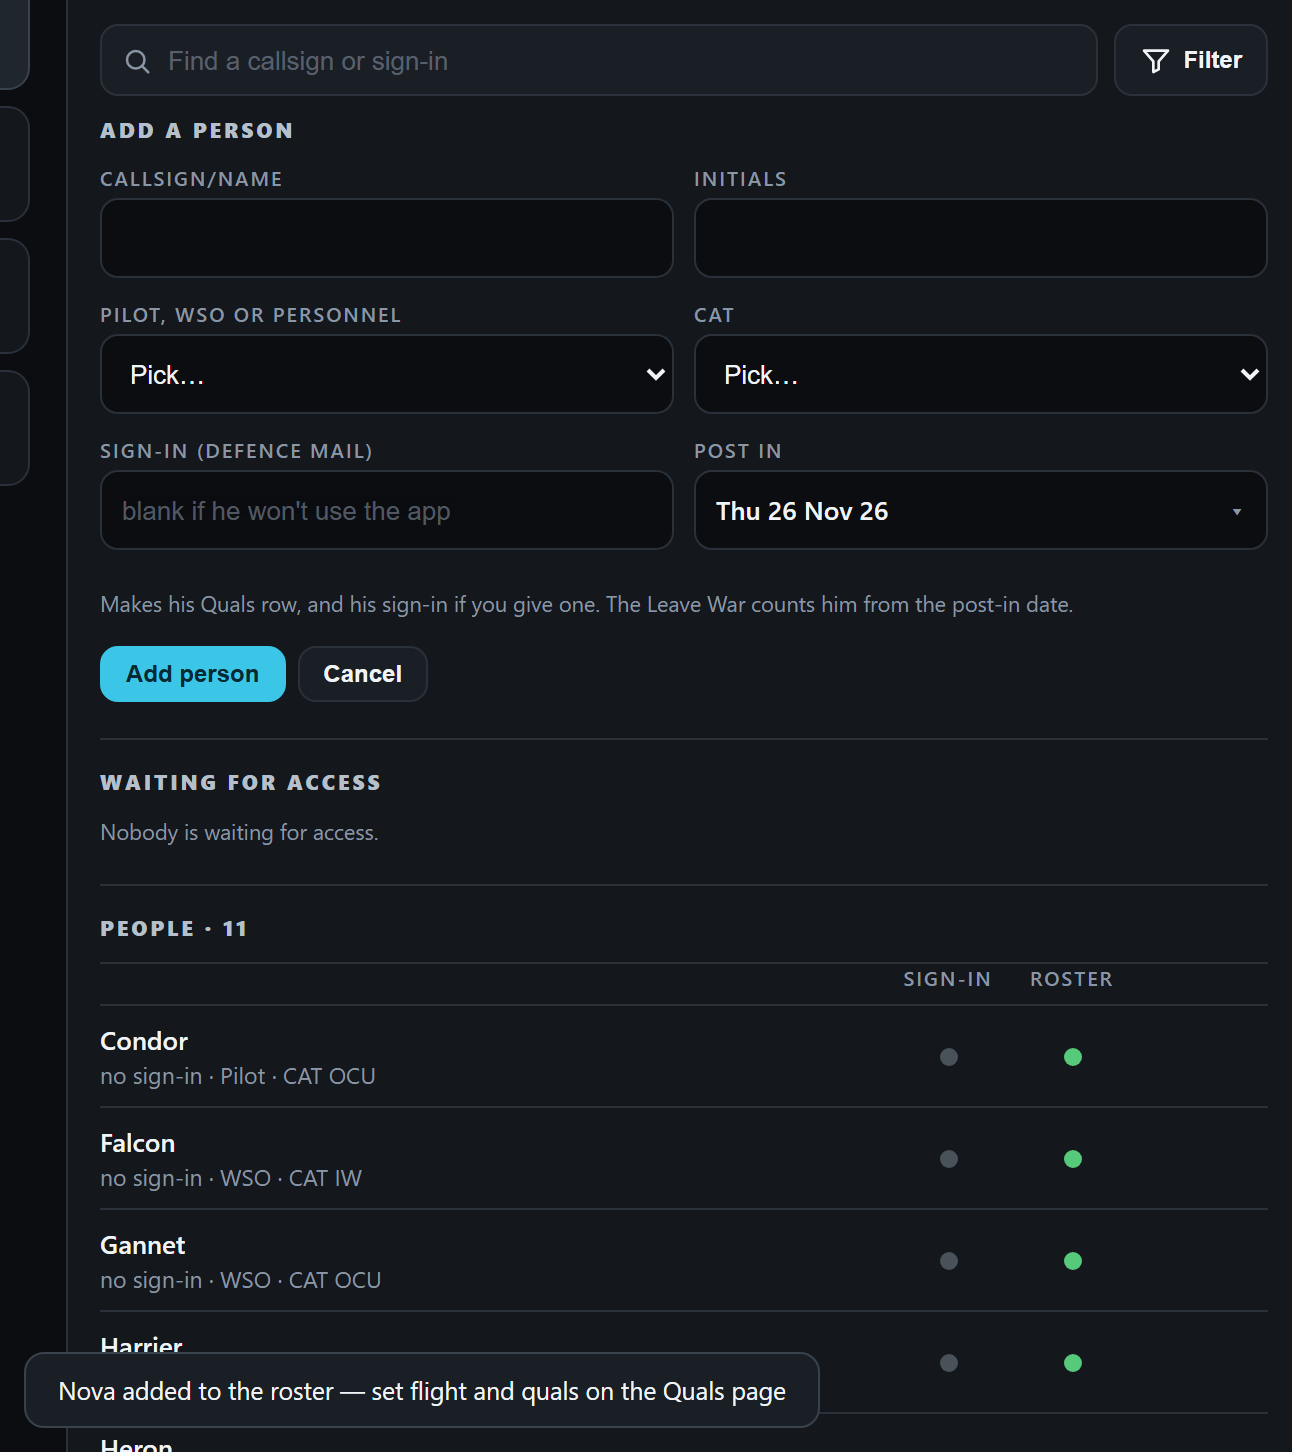 Find a callsign or sign-in
Filter
ADD A PERSON
CALLSIGN/NAME
INITIALS
PILOT, WSO OR PERSONNEL
CAT
Pick...
Pick...
SIGN-IN (DEFENCE MAIL)
POST IN
blank if he won't use the app
Thu 26 Nov 26
Makes his Quals row, and his sign-in if you give one. The Leave War counts him from the post-in date.
Add person
Cancel
WAITING FOR ACCESS
Nobody is waiting for access.
PEOPLE · 11
SIGN-IN
ROSTER
Condor
no sign-in · Pilot · CAT OCU
Falcon
no sign-in · WSO · CAT IW
Gannet
no sign-in · WSO · CAT OCU
Harrier
Nova added to the roster — set flight and quals on the Quals page
Heron